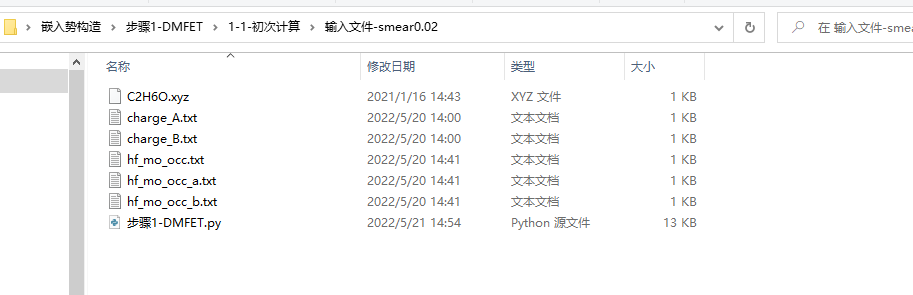 嵌入势构造 > 步骤1-DMFET > 1-1-初次计算 > 输入文件-smear0.02
在 输入文件-smea
名称 修改日期 类型 大小
C2H6O.xyz 2021/1/16 14:43 XYZ 文件 1 KB
charge_A.txt 2022/5/20 14:00 文本文档 1 KB
charge_B.txt 2022/5/20 14:00 文本文档 1 KB
hf_mo_occ.txt 2022/5/20 14:41 文本文档 1 KB
hf_mo_occ_a.txt 2022/5/20 14:41 文本文档 1 KB
hf_mo_occ_b.txt 2022/5/20 14:41 文本文档 1 KB
步骤1-DMFET.py 2022/5/21 14:54 Python 源文件 13 KB